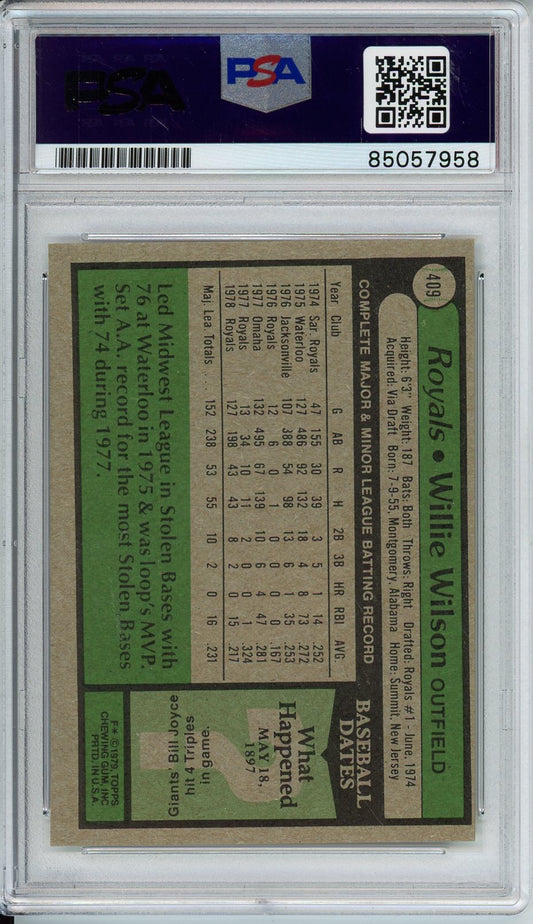 PSA
PSA
85057958
409
Royals • Willie Wilson OUTFIELD
Height: 6'3" Weight: 187 Bats: Both Throws: Right Drafted: Royals #1 - June, 1974
Acquired: Via Draft Born: 7-9-55, Montgomery, Alabama Home: Summit, New Jersey
COMPLETE MAJOR & MINOR LEAGUE BATTING RECORD
Year Club G AB R H 2B 3B HR RBI AVG
1974 Sar. Royals 47 155 30 39 3 5 1 14 .252
1975 Waterloo 127 486 92 132 18 4 8 73 .272
1976 Jacksonville 107 388 54 98 13 6 1 35 .253
1976 Royals 12 6 0 1 0 0 0 0 .167
1977 Omaha 132 495 67 139 10 6 4 47 .281
1977 Royals 13 34 10 11 2 0 0 1 .324
1978 Royals 127 198 43 43 8 2 0 15 .217
Maj. Lea Totals . . . 152 238 53 55 10 2 0 16 .231
Led Midwest League in Stolen Bases with
76 at Waterloo in 1975 & was loop's MVP.
Set A.A. record for the most Stolen Bases
with 74 during 1977.
BASEBALL
DATES
What
Happened
MAY 18,
1897
Giants' Bill Joyce
hit 4 Triples
in game.
F* ©1979 TOPPS
CHEWING GUM, INC
PRTD. IN U.S.A.